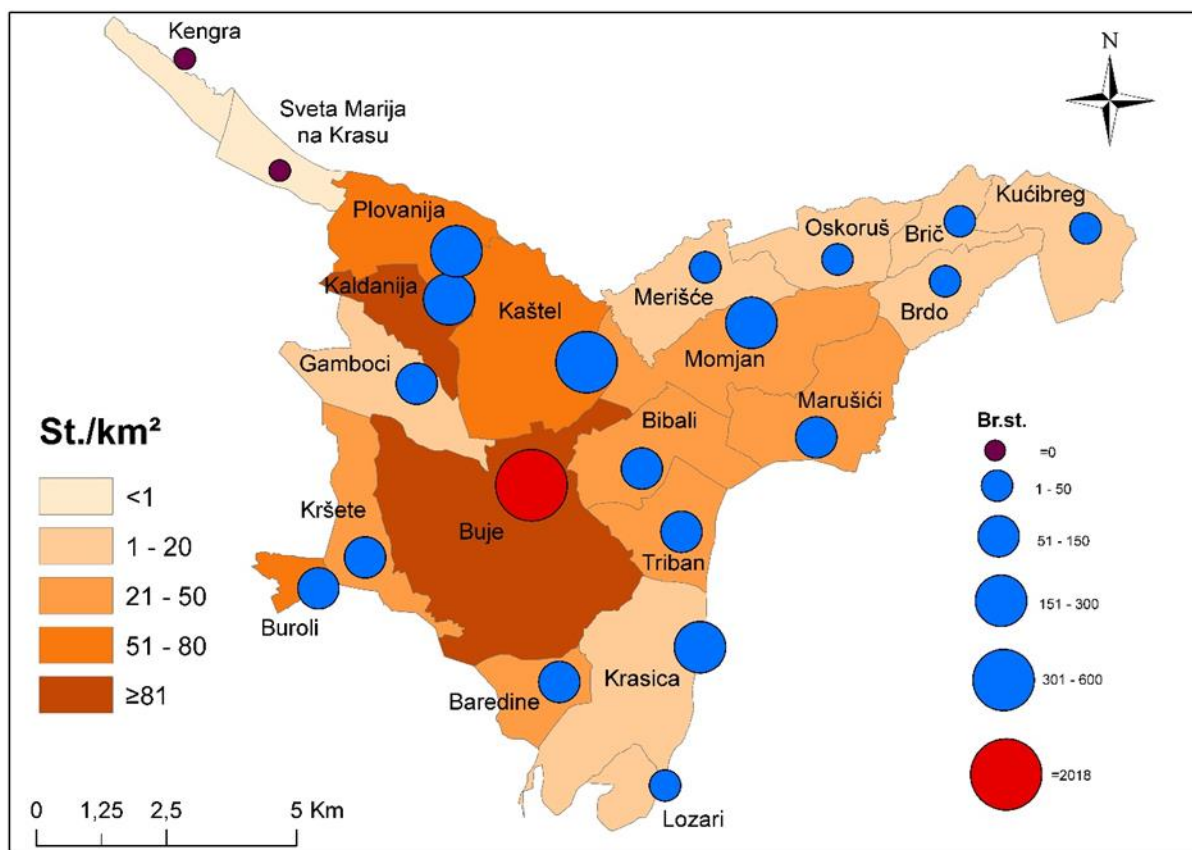 Kengra
Sveta Marija
na Krasu
N
Plovanija
Oskoruš
Brič
Kućibreg
Kaldanija
Kaštel
Merišće
Brdo
Gamboci
Momjan
Marušići
Bibali
St./km²
<1
1 - 20
21 - 50
51 - 80
≥81
Kršete
Buje
Triban
Buroli
Baredine
Krasica
Lozari
Br.st.
=0
1 - 50
51 - 150
151 - 300
301 - 600
=2018
0 1,25 2,5 5 Km